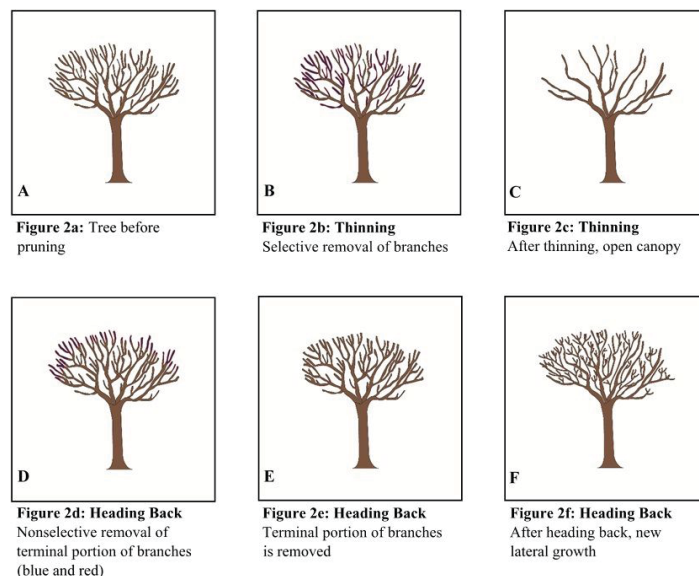 A
Figure 2a: Tree before
pruning
B
Figure 2b: Thinning
Selective removal of branches
C
Figure 2c: Thinning
After thinning, open canopy
D
Figure 2d: Heading Back
Nonselective removal of
terminal portion of branches
(blue and red)
E
Figure 2e: Heading Back
Terminal portion of branches
is removed
F
Figure 2f: Heading Back
After heading back, new
lateral growth